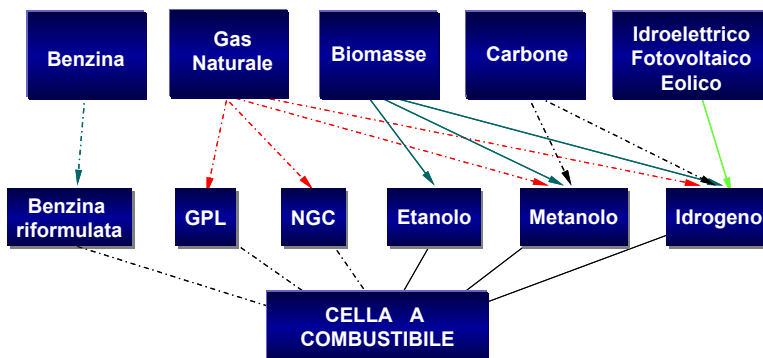 Benzina
Gas
Naturale
Biomasse
Carbone
Idroelettrico
Fotovoltaico
Eolico
Benzina
riformulata
GPL
NGC
Etanolo
Metanolo
Idrogeno
CELLA A
COMBUSTIBILE